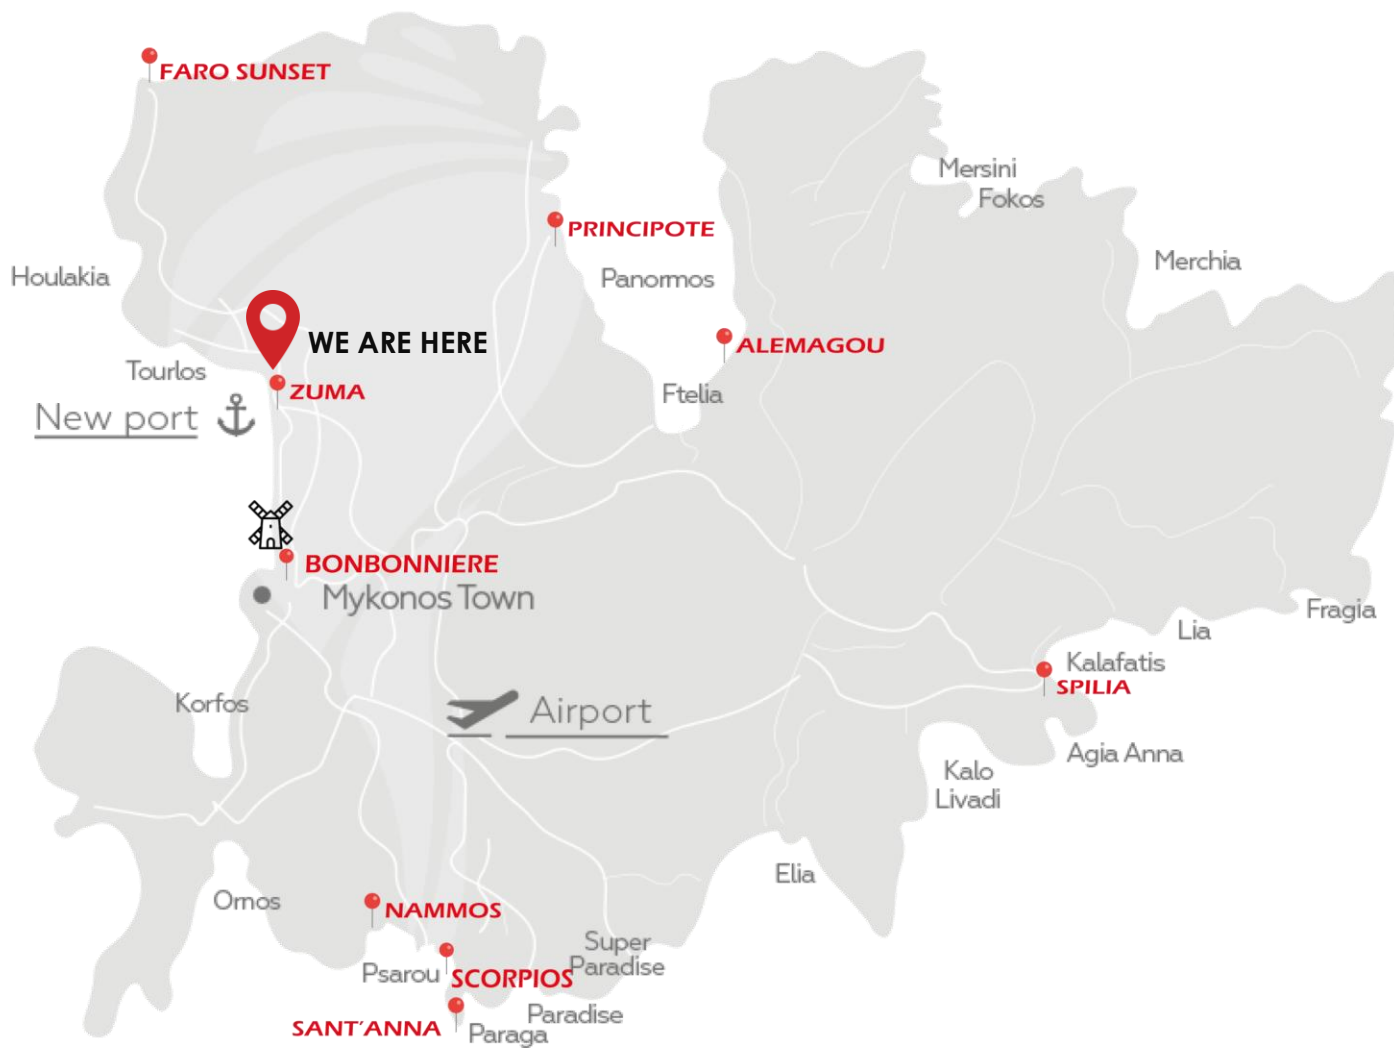 FARO SUNSET
Mersini
Fokos
PRINCIPOTE
Merchia
Houlakia
Panormos
WE ARE HERE
ALEMAGOU
Tourlos
ZUMA
Ftelia
New port
BONBONNIERE
Mykonos Town
Fragia
Lia
Kalafatis
SPILIA
Korfos
Airport
Agia Anna
Kalo
Livadi
Elia
Ornos
NAMMOS
Super
Paradise
Psarou
SCORPIOS
Paradise
SANT'ANNA
Paraga